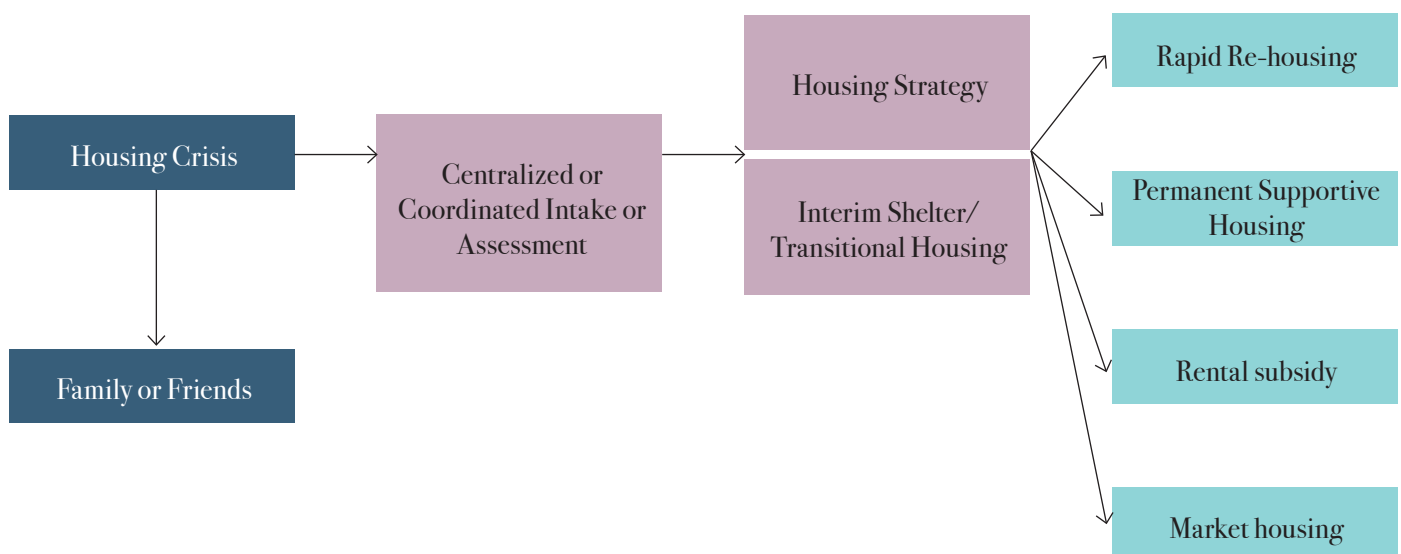 Housing Crisis
Family or Friends
Centralized or
Coordinated Intake or
Assessment
Housing Strategy
Interim Shelter/
Transitional Housing
Rapid Re-housing
Permanent Supportive
Housing
Rental subsidy
Market housing